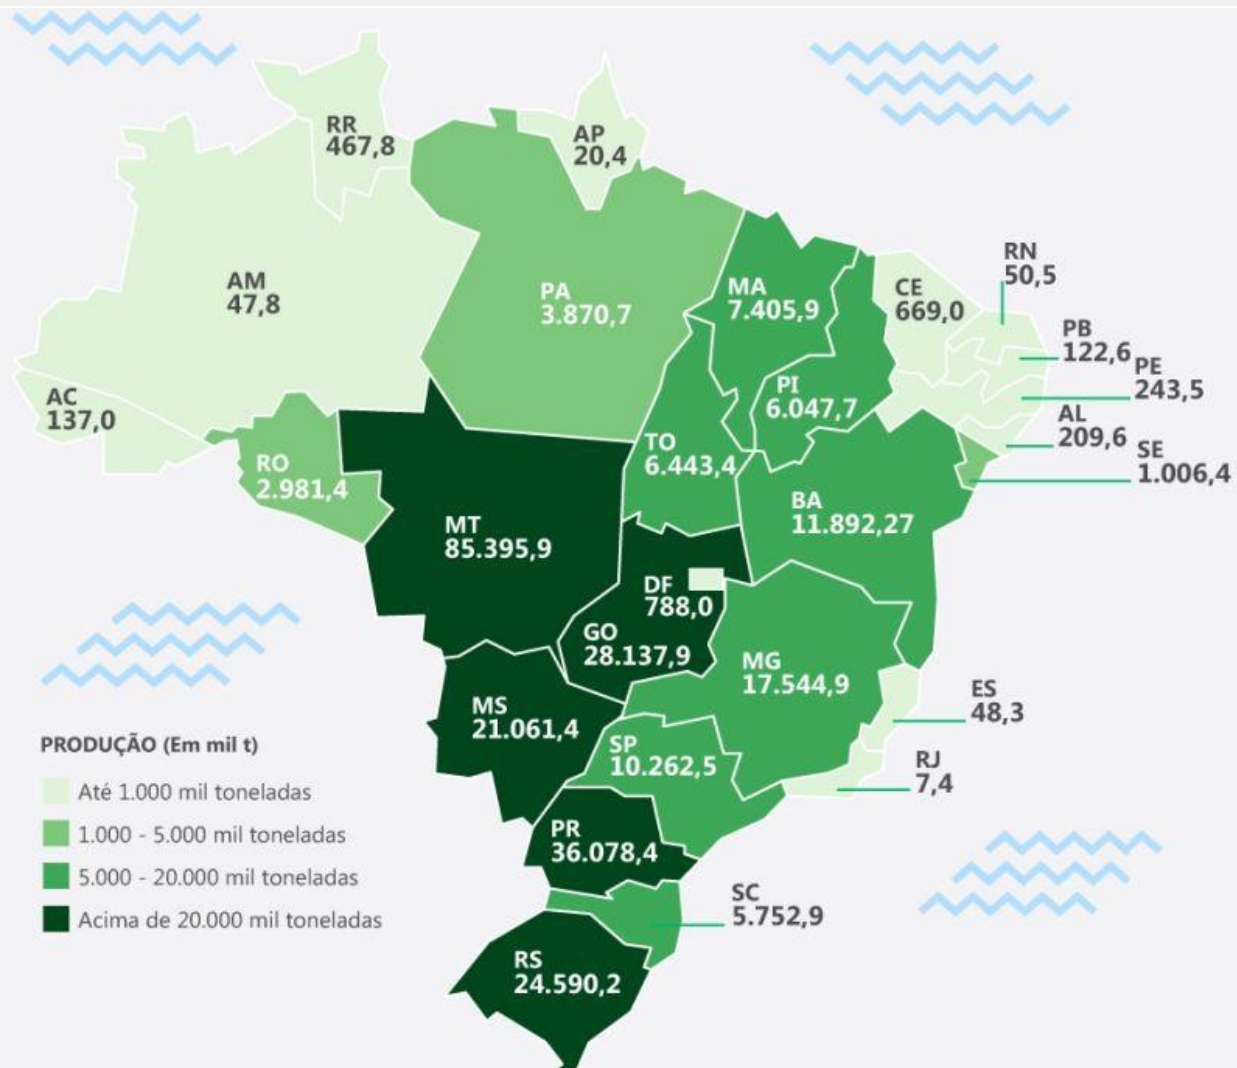 RR
467,8
AP
20,4
AM
47,8
PA
3.870,7
MA
7.405,9
CE
669,0
RN
50,5
PB
122,6
PE
243,5
AL
209,6
SE
1.006,4
AC
137,0
RO
2.981,4
PI
6.047,7
TO
6.443,4
BA
11.892,27
MT
85.395,9
DF
788,0
GO
28.137,9
MG
17.544,9
ES
48,3
MS
21.061,4
SP
10.262,5
RJ
7,4
PR
36.078,4
SC
5.752,9
RS
24.590,2
PRODUÇÃO (Em mil t)
Até 1.000 mil toneladas
1.000 - 5.000 mil toneladas
5.000 - 20.000 mil toneladas
Acima de 20.000 mil toneladas